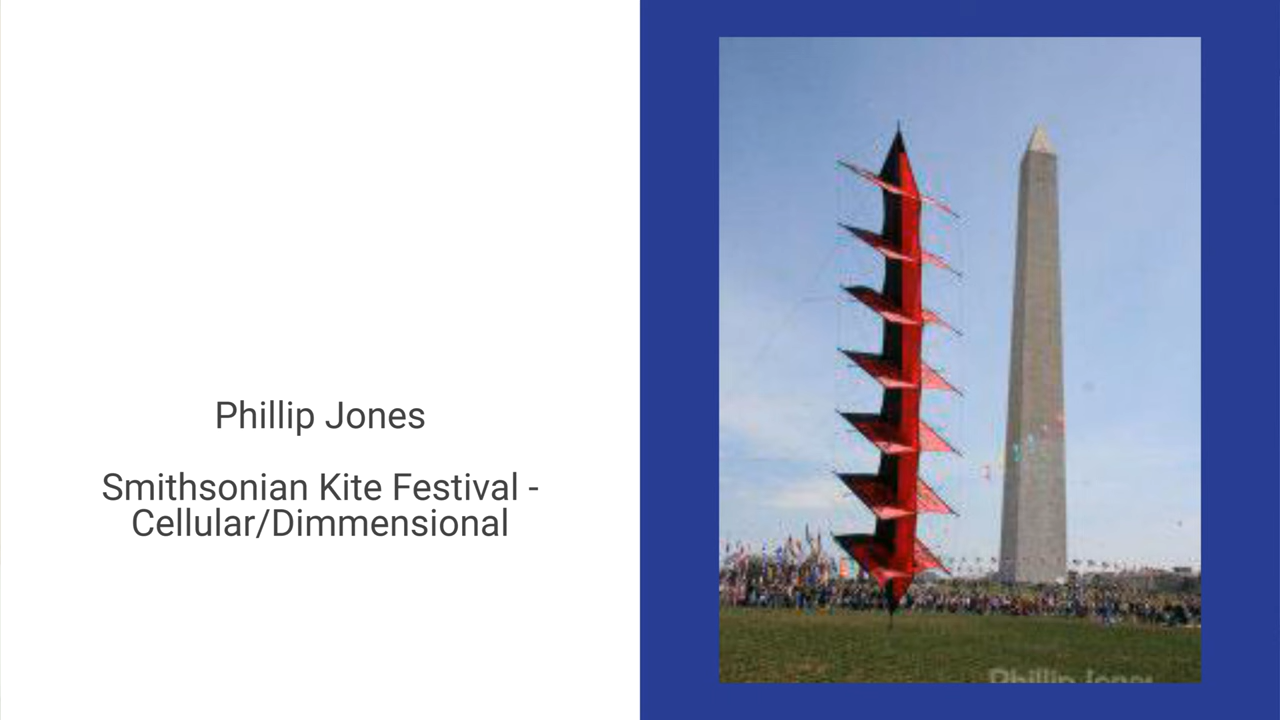 Phillip Jones
Smithsonian Kite Festival -
Cellular/Dimmensional
Phillip Jones